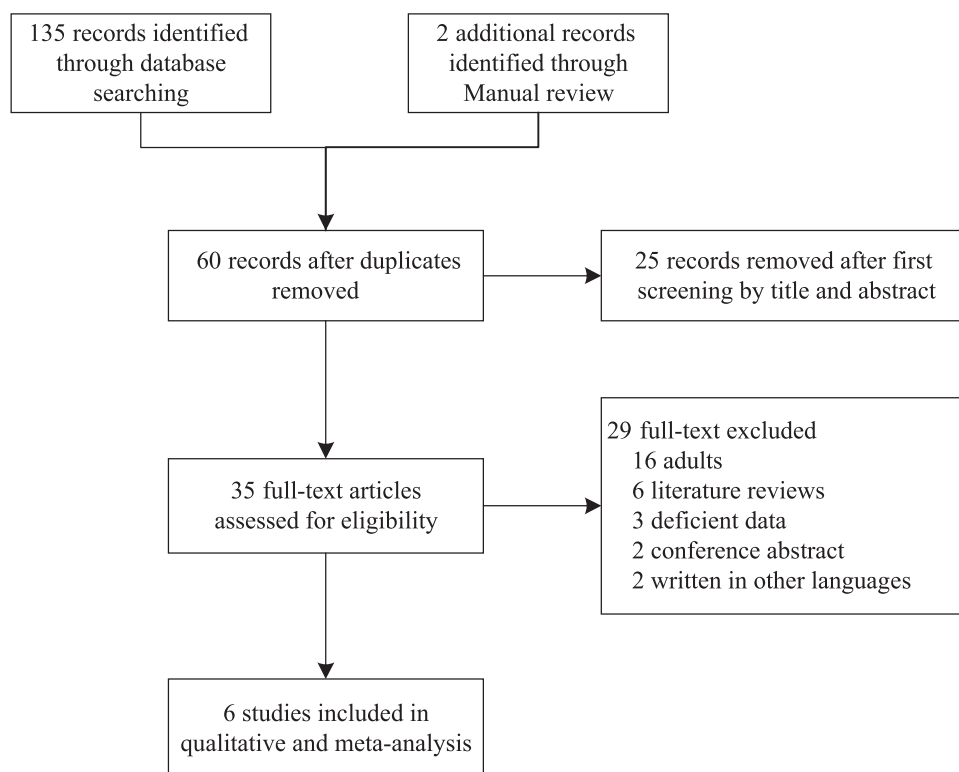 135 records identified
through database
searching
2 additional records
identified through
Manual review
60 records after duplicates
removed
25 records removed after first
screening by title and abstract
35 full-text articles
assessed for eligibility
29 full-text excluded
16 adults
6 literature reviews
3 deficient data
2 conference abstract
2 written in other languages
6 studies included in
qualitative and meta-analysis